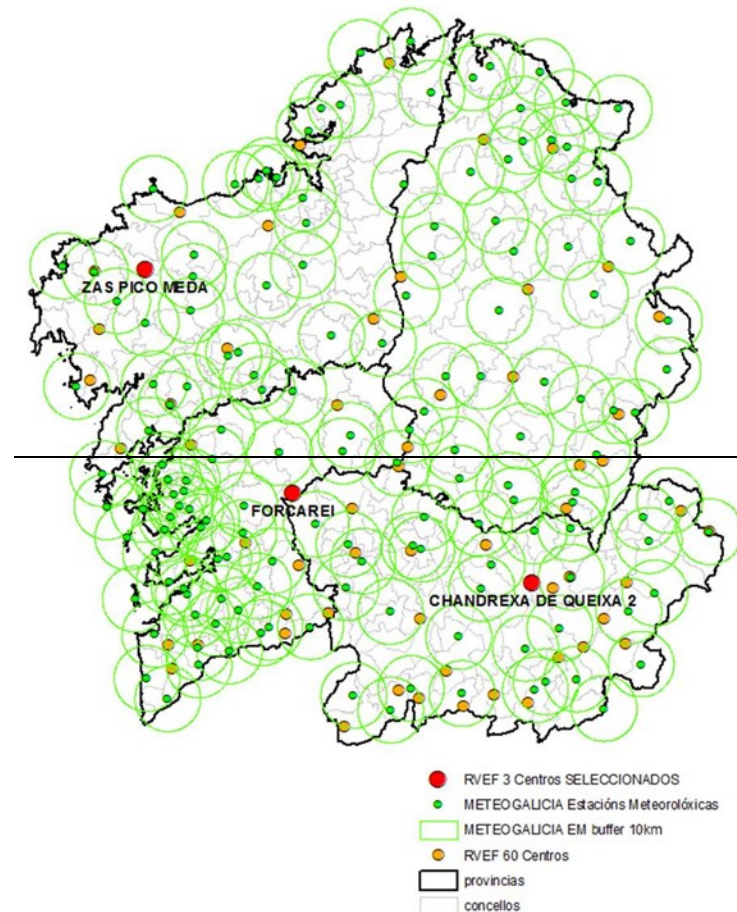 ZAS PICO MEDA
FORCAREI
CHANDREXA DE QUEIXA 2
RVEF 3 Centros SELECCIONADOS
METEOGALICIA Estacións Meteorolóxicas
METEOGALICIA EM buffer 10km
RVEF 60 Centros
provincias
concellos